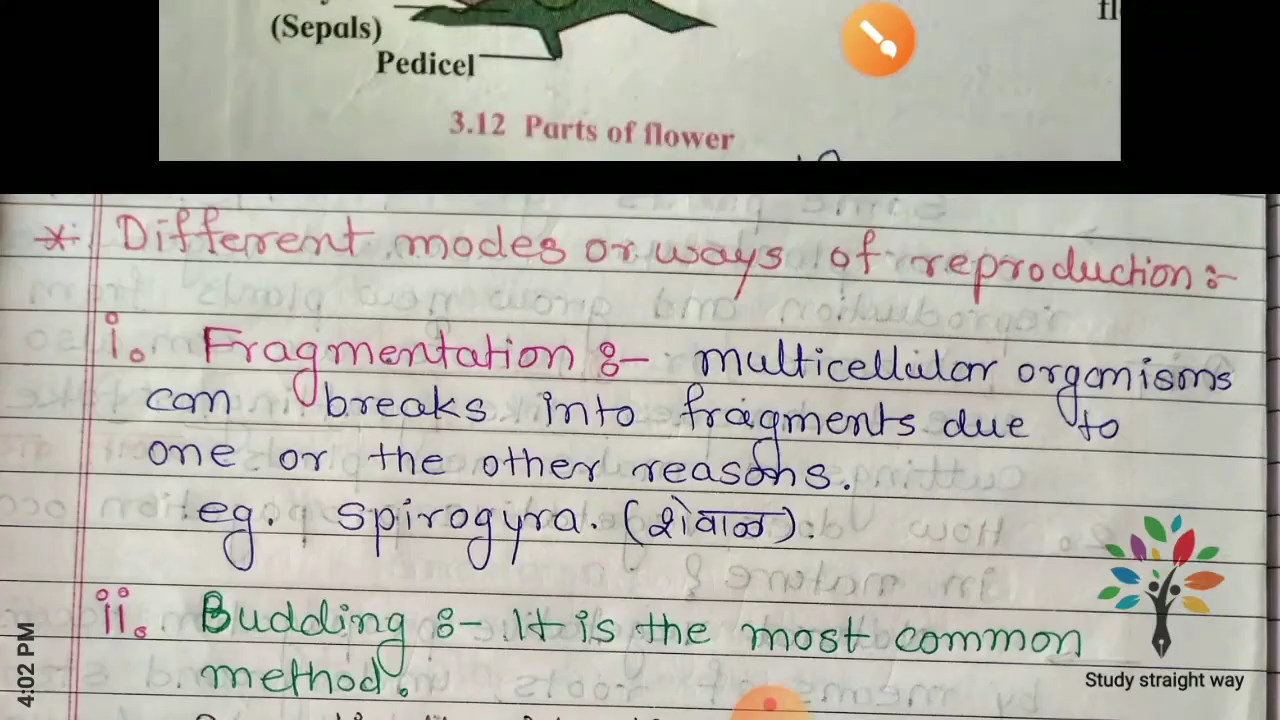 (Sepals)
Pedicel
fl
3.12 Parts of flower
* Different modes or ways of reproduction :-
i. Fragmentation :- multicellular organisms
can breaks into fragments due to
one or the other reasons.
eg. spirogyra. (शेवाळ).
ii. Budding :- It is the most common
method.
4:02 PM
Study straight way